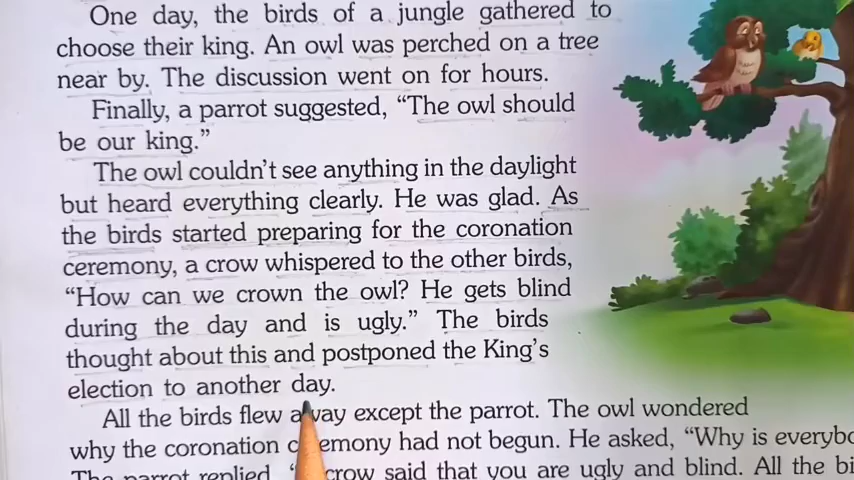 One day, the birds of a jungle gathered to
choose their king. An owl was perched on a tree
near by. The discussion went on for hours.
Finally, a parrot suggested, “The owl should
be our king.”
The owl couldn’t see anything in the daylight
but heard everything clearly. He was glad. As
the birds started preparing for the coronation
ceremony, a crow whispered to the other birds,
“How can we crown the owl? He gets blind
during the day and is ugly.” The birds
thought about this and postponed the King’s
election to another day.
All the birds flew away except the parrot. The owl wondered
why the coronation ceremony had not begun. He asked, “Why is
The parrot replied, crow said that you are ugly and blind. All the